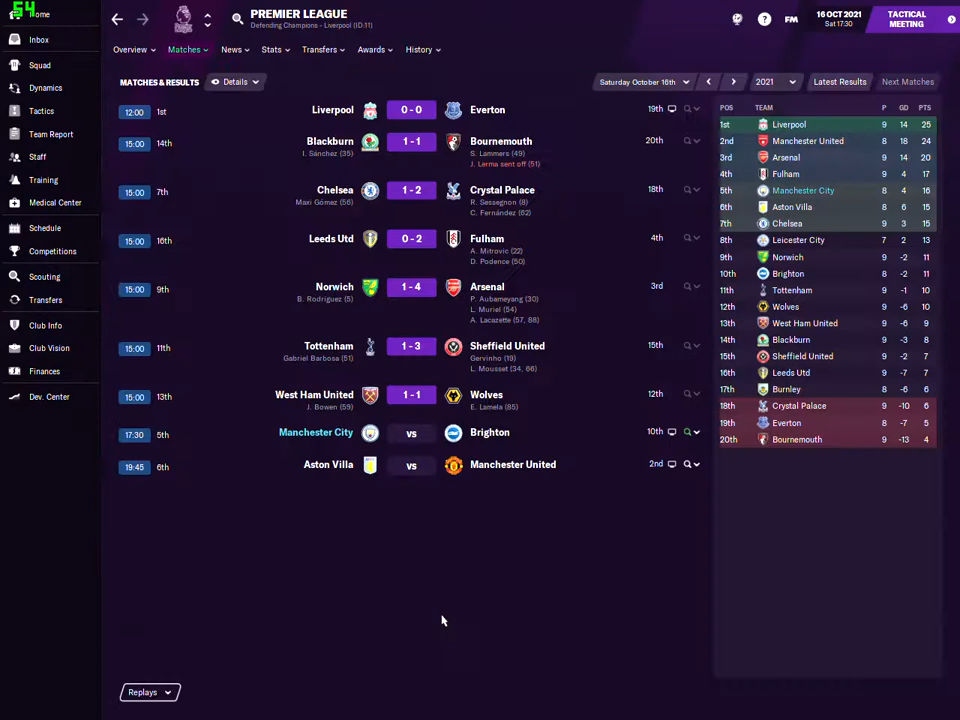 54
Home
PREMIER LEAGUE
Defending Champions - Liverpool (ID:11)
? FM
16 OCT 2021
Sat 17:30
TACTICAL
MEETING
Inbox
Squad
Dynamics
Tactics
Team Report
Staff
Training
Medical Center
Schedule
Competitions
Scouting
Transfers
Club Info
Club Vision
Finances
Dev. Center
Overview Matches News Stats Transfers Awards History
MATCHES & RESULTS Details
Saturday October 16th 2021 Latest Results Next Matches
12:00 1st Liverpool 0 - 0 Everton 19th
15:00 14th Blackburn 1 - 1 Bournemouth 20th
I. Sánchez (35) S. Lammers (49)
J. Lerma sent off (51)
15:00 7th Chelsea 1 - 2 Crystal Palace 18th
Maxi Gómez (56) R. Sessegnon (8)
C. Fernández (62)
15:00 16th Leeds Utd 0 - 2 Fulham 4th
A. Mitrovic (22)
D. Podence (50)
15:00 9th Norwich 1 - 4 Arsenal 3rd
B. Rodríguez (5) P. Aubameyang (30)
L. Muriel (54)
A. Lacazette (57, 88)
15:00 11th Tottenham 1 - 3 Sheffield United 15th
Gabriel Barbosa (51) Gervinho (19)
L. Mousset (34, 66)
15:00 13th West Ham United 1 - 1 Wolves 12th
J. Bowen (59) E. Lamela (85)
17:30 5th Manchester City VS Brighton 10th
19:45 6th Aston Villa VS Manchester United 2nd
POS TEAM P GD PTS
1st Liverpool 9 14 25
2nd Manchester United 8 18 24
3rd Arsenal 9 14 20
4th Fulham 9 4 17
5th Manchester City 8 4 16
6th Aston Villa 8 6 15
7th Chelsea 9 3 15
8th Leicester City 7 2 13
9th Norwich 9 -2 11
10th Brighton 8 -2 11
11th Tottenham 9 -1 10
12th Wolves 9 -6 10
13th West Ham United 9 -6 9
14th Blackburn 9 -3 8
15th Sheffield United 9 -2 7
16th Leeds Utd 9 -7 7
17th Burnley 8 -6 6
18th Crystal Palace 9 -10 6
19th Everton 8 -7 5
20th Bournemouth 9 -13 4
Replays